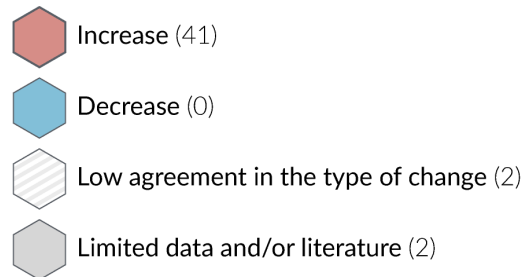 Increase (41)
Decrease (0)
Low agreement in the type of change (2)
Limited data and/or literature (2)